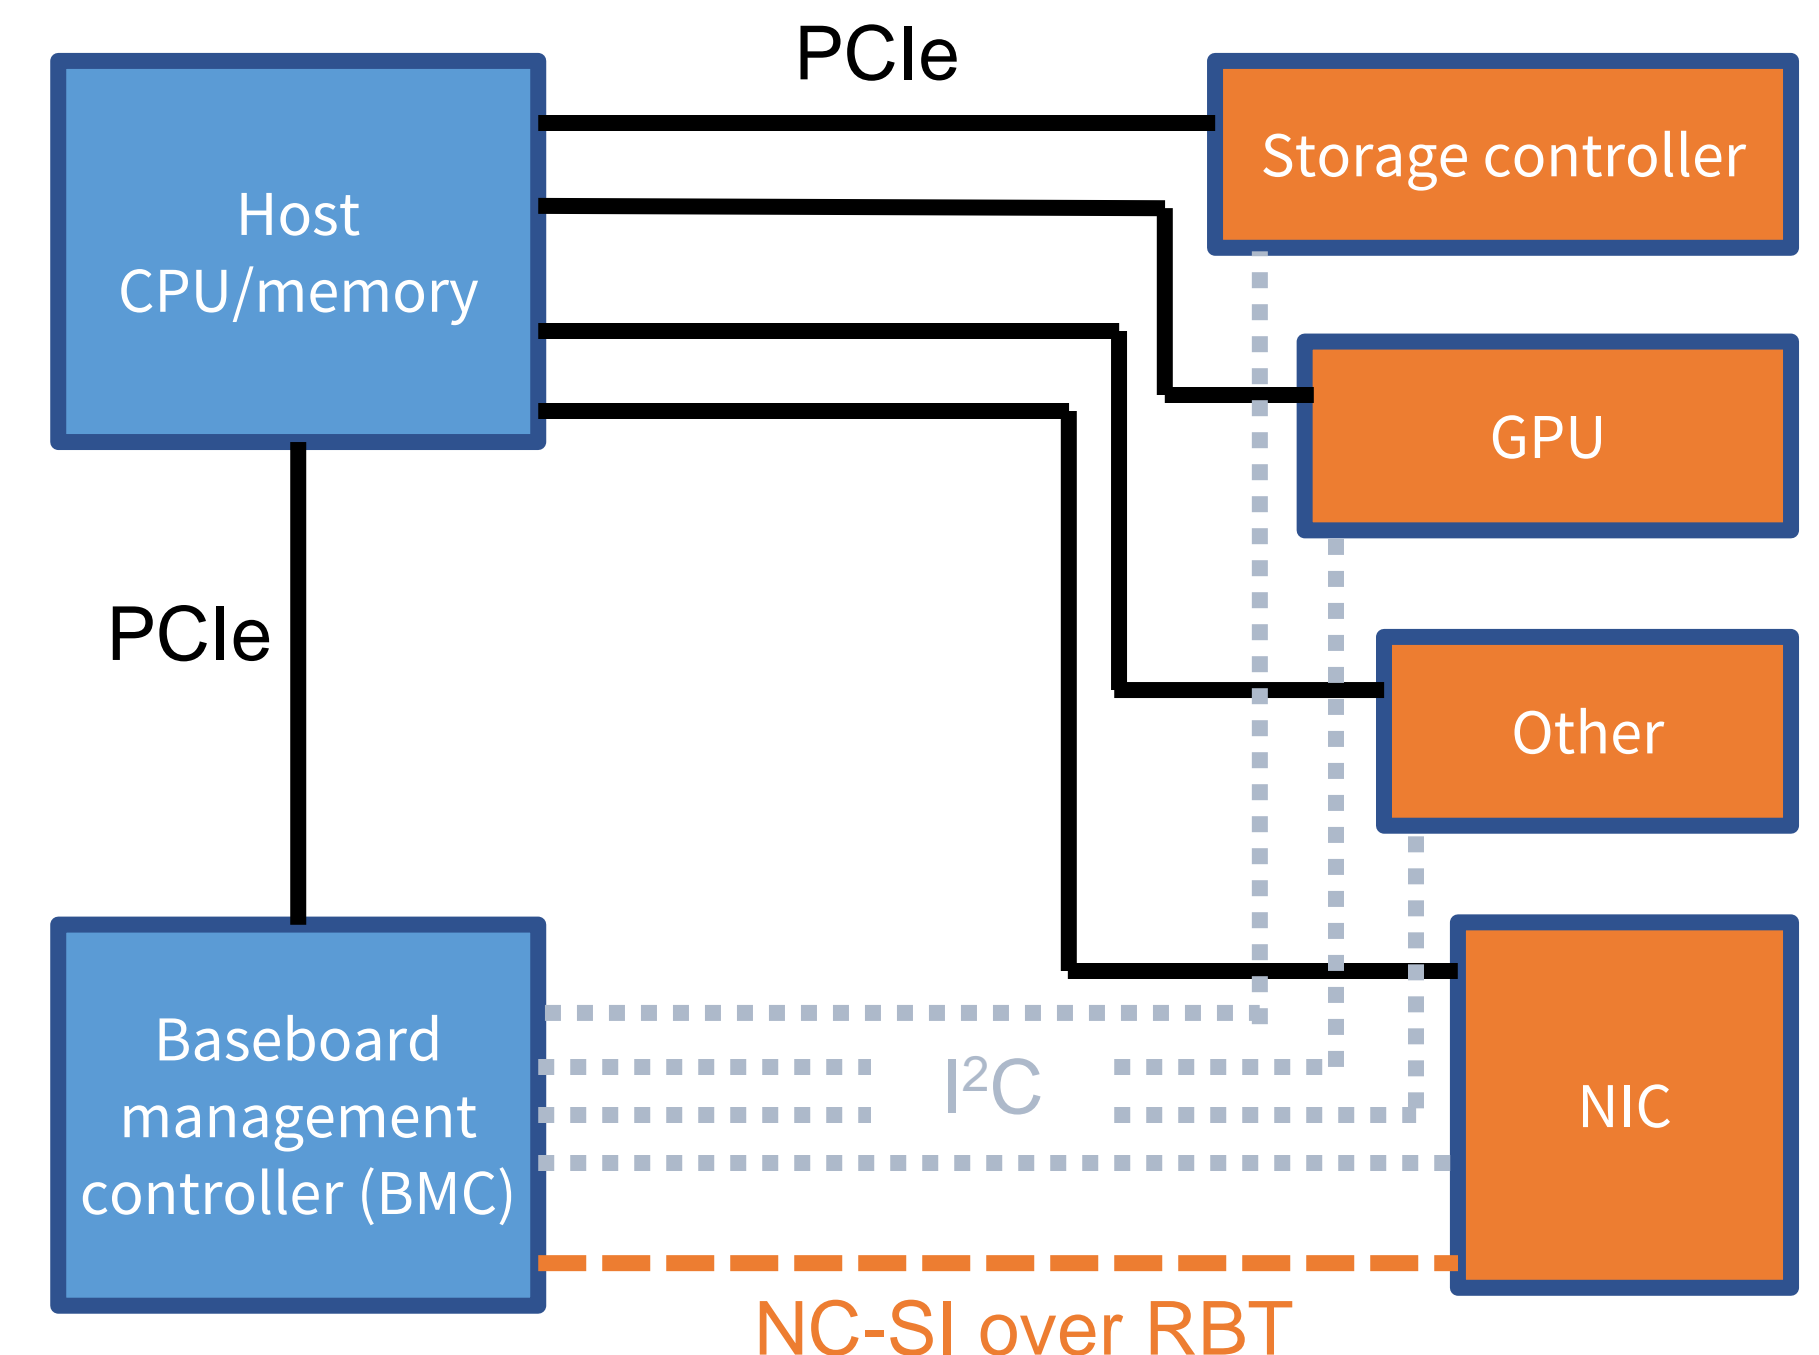 PCIe
Host
CPU/memory
Storage controller
GPU
PCIe
Other
Baseboard
management
controller (BMC)
I²C
NIC
NC-SI over RBT